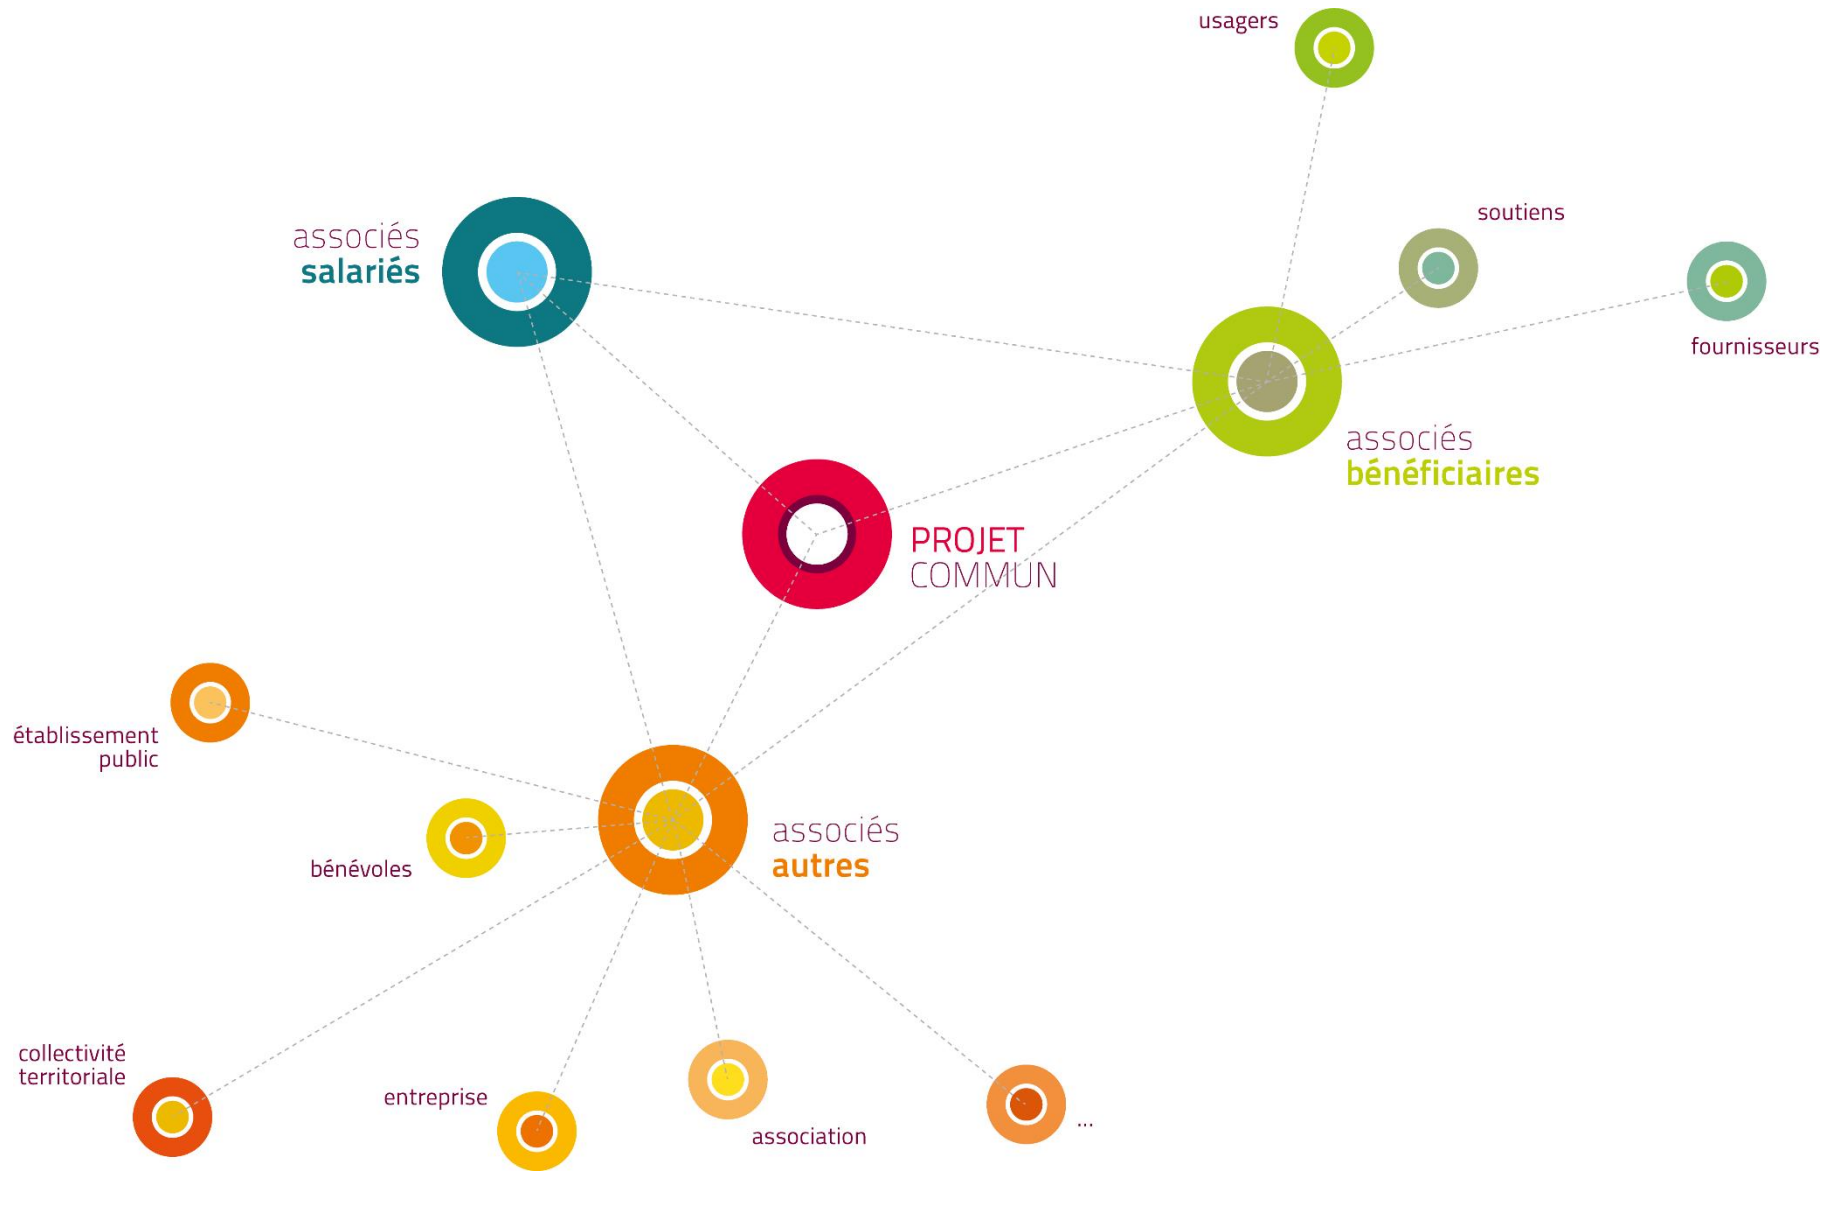 usagers
soutiens
associés
salariés
fournisseurs
associés
bénéficiaires
PROJET
COMMUN
établissement
public
associés
autres
bénévoles
collectivité
territoriale
entreprise
association
...